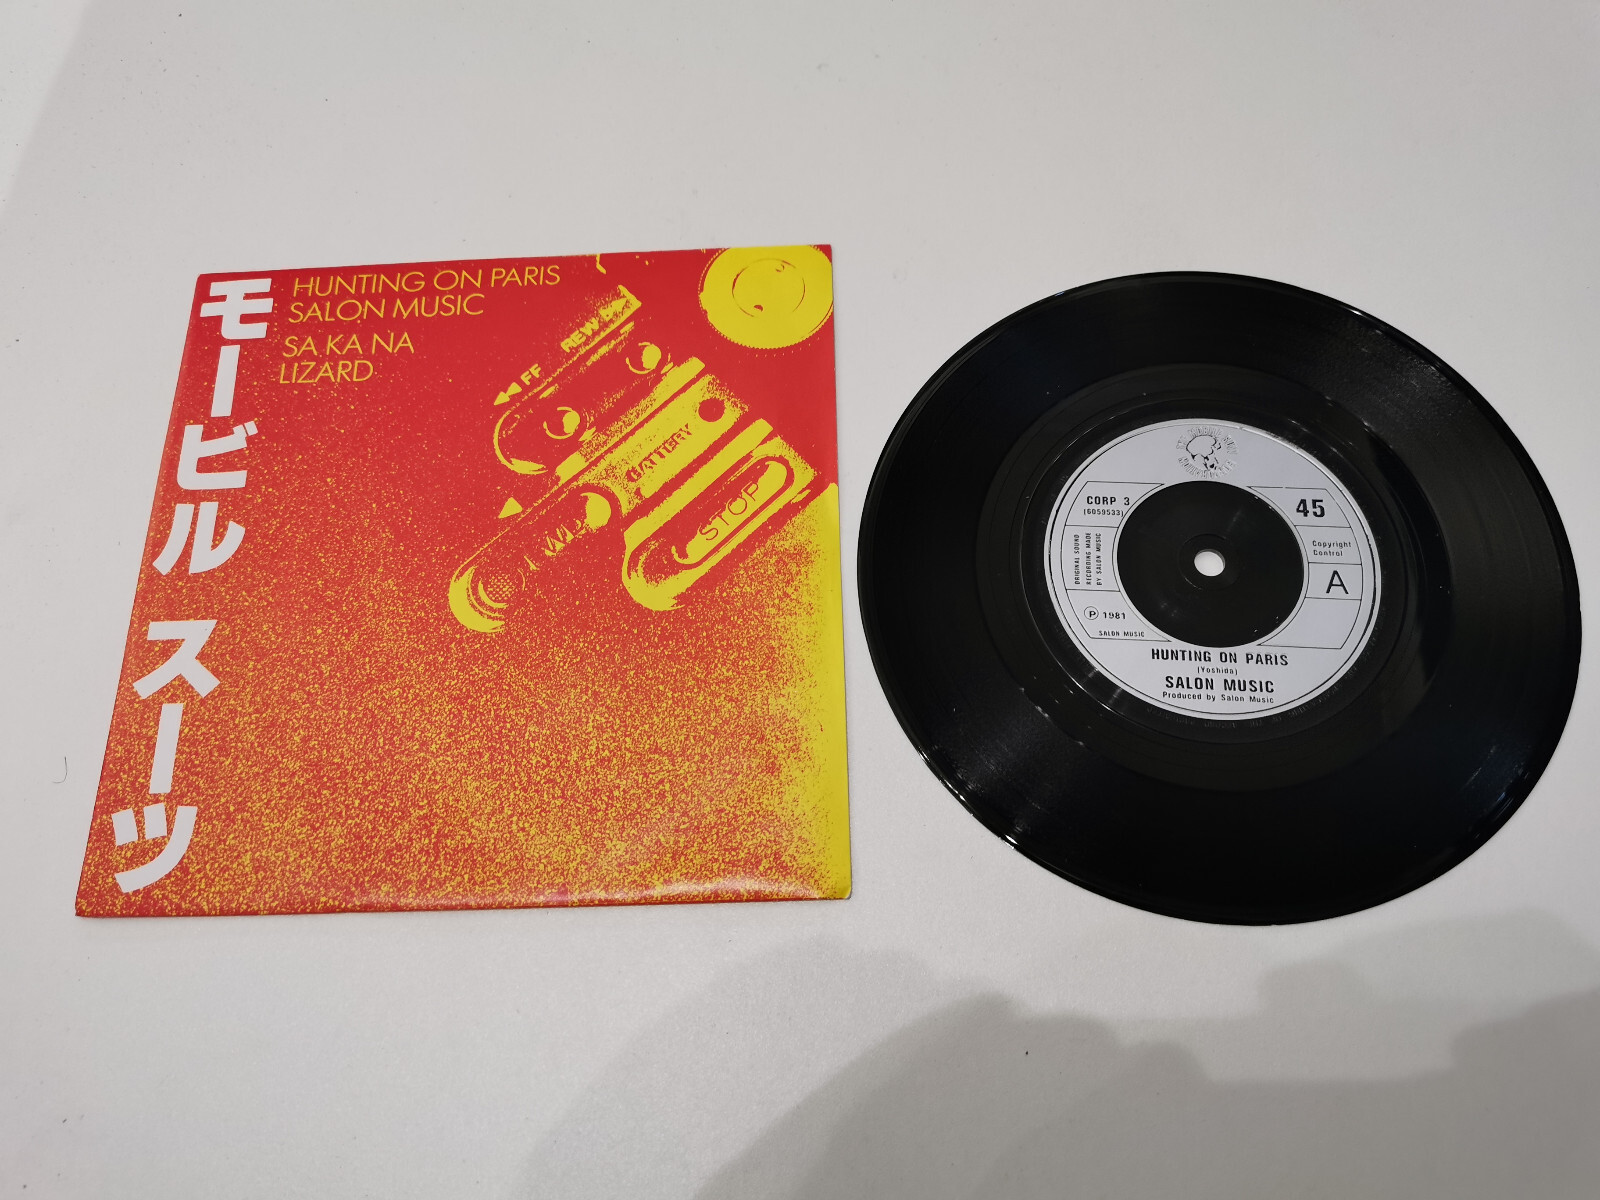 モービル スーツ
HUNTING ON PARIS
SALON MUSIC
SA KA NA
LIZARD
REW
FF
BATTERY
STOP
CORP 3
(6059533)
45
ORIGINAL SOUND
RECORDING MADE
BY SALON MUSIC
Copyright
Control
A
℗ 1981
SALON MUSIC
HUNTING ON PARIS
(Yoshida)
SALON MUSIC
Produced by Salon Music